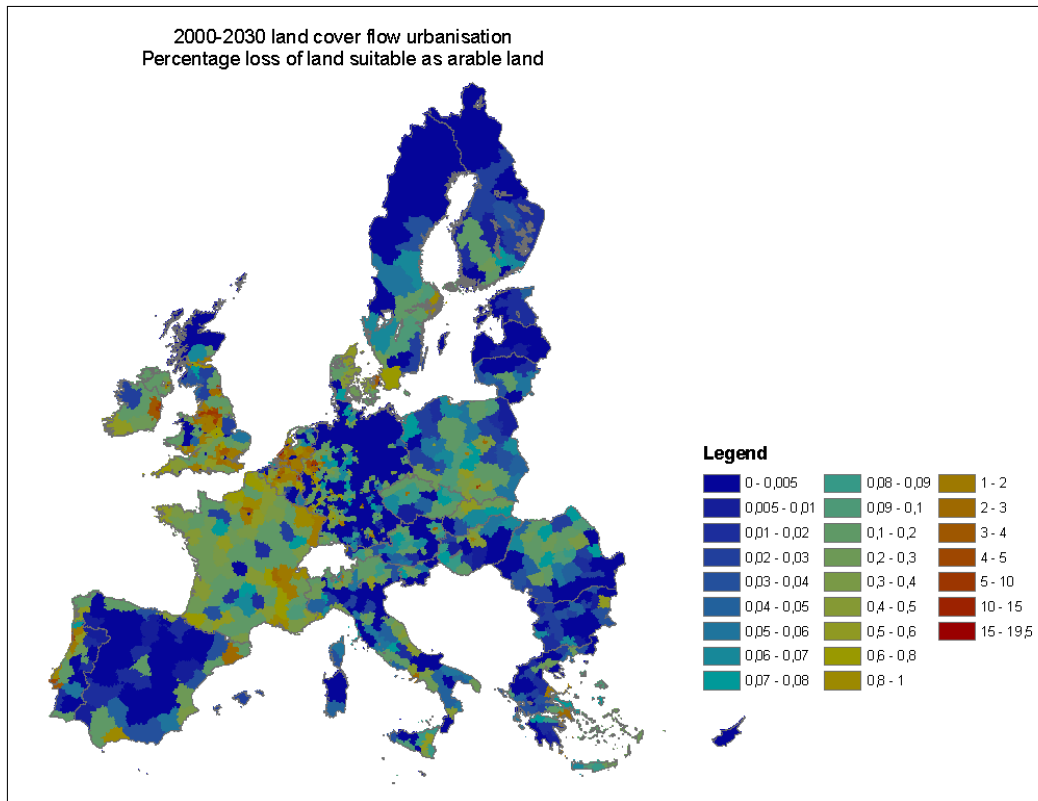 2000-2030 land cover flow urbanisation
Percentage loss of land suitable as arable land
Legend
0 - 0,005
0,005 - 0,01
0,01 - 0,02
0,02 - 0,03
0,03 - 0,04
0,04 - 0,05
0,05 - 0,06
0,06 - 0,07
0,07 - 0,08
0,08 - 0,09
0,09 - 0,1
0,1 - 0,2
0,2 - 0,3
0,3 - 0,4
0,4 - 0,5
0,5 - 0,6
0,6 - 0,8
0,8 - 1
1 - 2
2 - 3
3 - 4
4 - 5
5 - 10
10 - 15
15 - 19,5